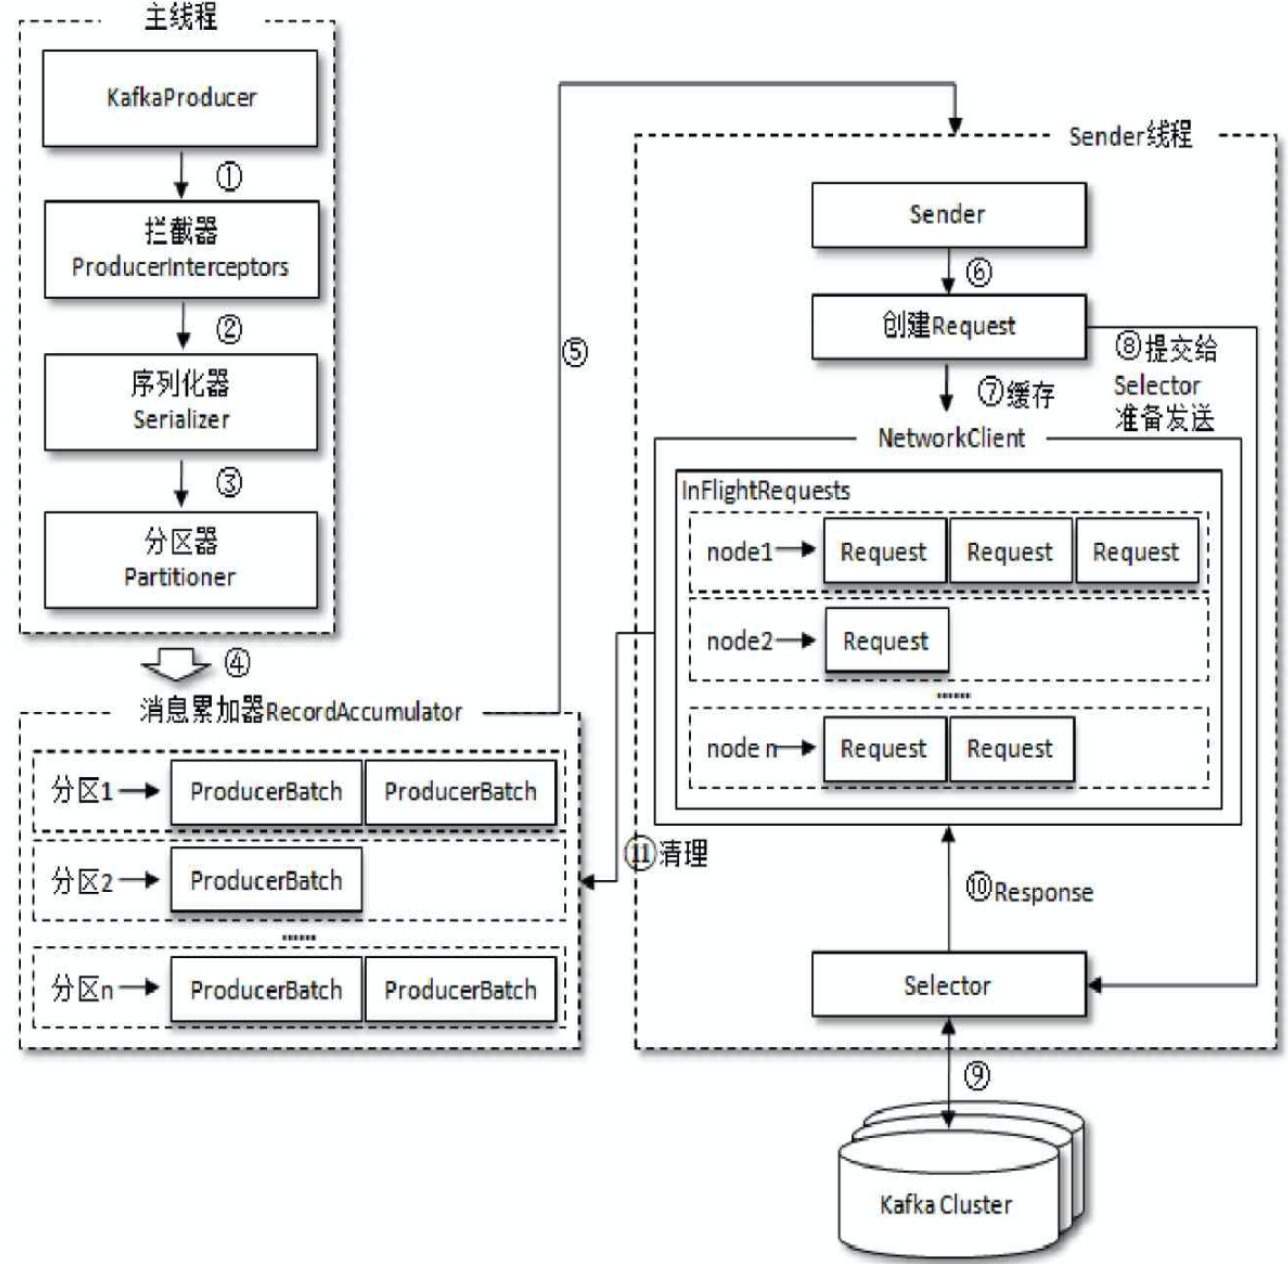 主线程
KafkaProducer
①
拦截器
ProducerInterceptors
②
序列化器
Serializer
③
分区器
Partitioner
④
消息累加器RecordAccumulator
分区1
ProducerBatch
ProducerBatch
分区2
ProducerBatch
......
分区n
ProducerBatch
ProducerBatch
⑤
Sender线程
Sender
⑥
创建Request
⑦缓存
⑧提交给
Selector
准备发送
NetworkClient
InFlightRequests
node1
Request
Request
Request
node2
Request
......
node n
Request
Request
⑪清理
⑩Response
Selector
⑨
Kafka Cluster